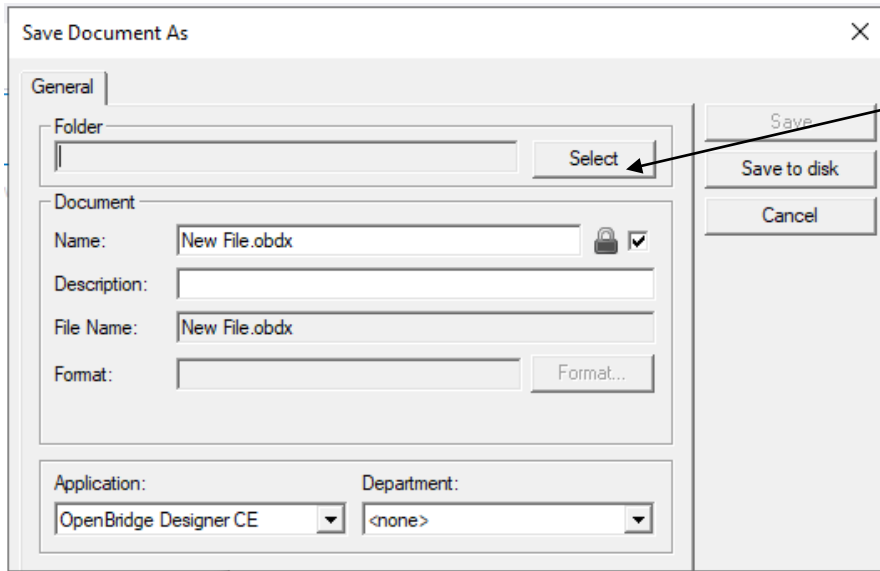 Save Document As
General
Folder
Select
Save
Save to disk
Cancel
Document
Name: New File.obdx
Description:
File Name: New File.obdx
Format: Format...
Application: Department:
OpenBridge Designer CE <none>